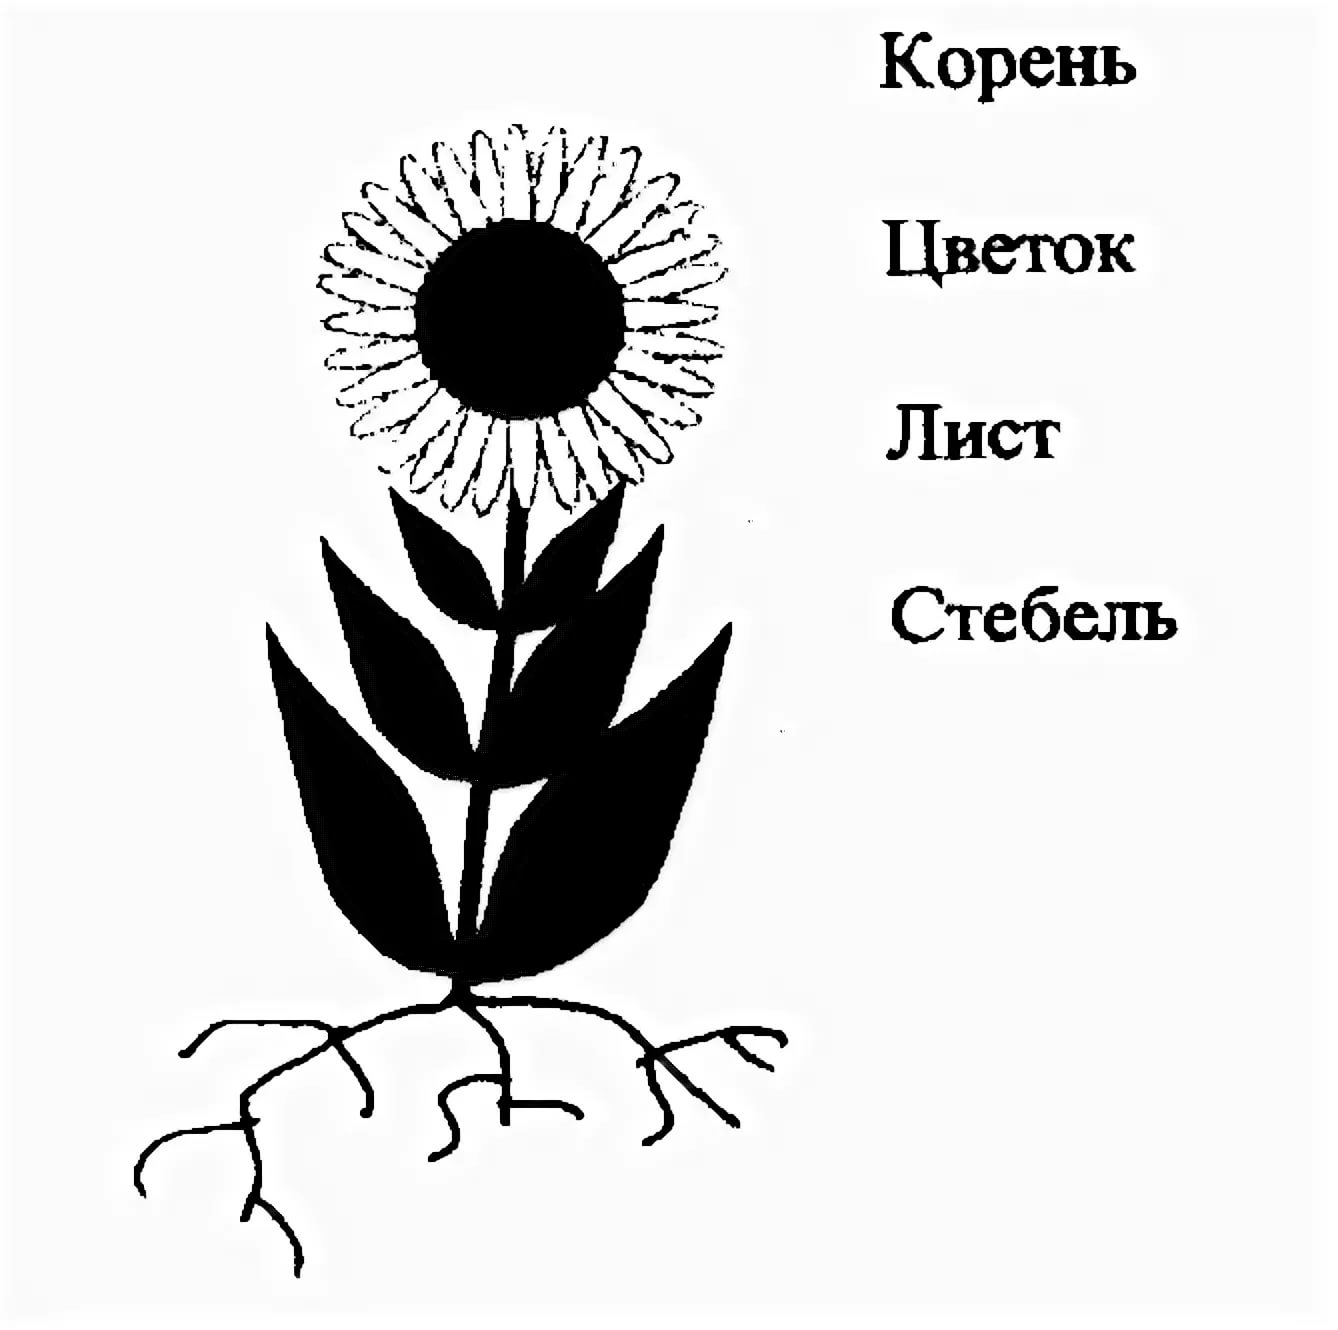 Корень
Цветок
Лист
Стебель